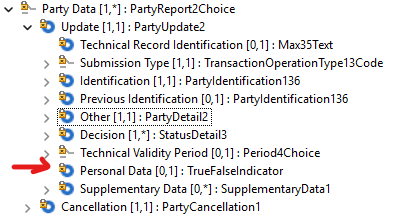 Party Data [1,*] : PartyReport2Choice
Update [1,1] : PartyUpdate2
Technical Record Identification [0,1] : Max35Text
Submission Type [1,1] : TransactionOperationType13Code
Identification [1,1] : PartyIdentification136
Previous Identification [0,1] : PartyIdentification136
Other [1,1] : PartyDetail2
Decision [1,*] : StatusDetail3
Technical Validity Period [0,1] : Period4Choice
Personal Data [0,1] : TrueFalseIndicator
Supplementary Data [0,*] : SupplementaryData1
Cancellation [1,1] : PartyCancellation1